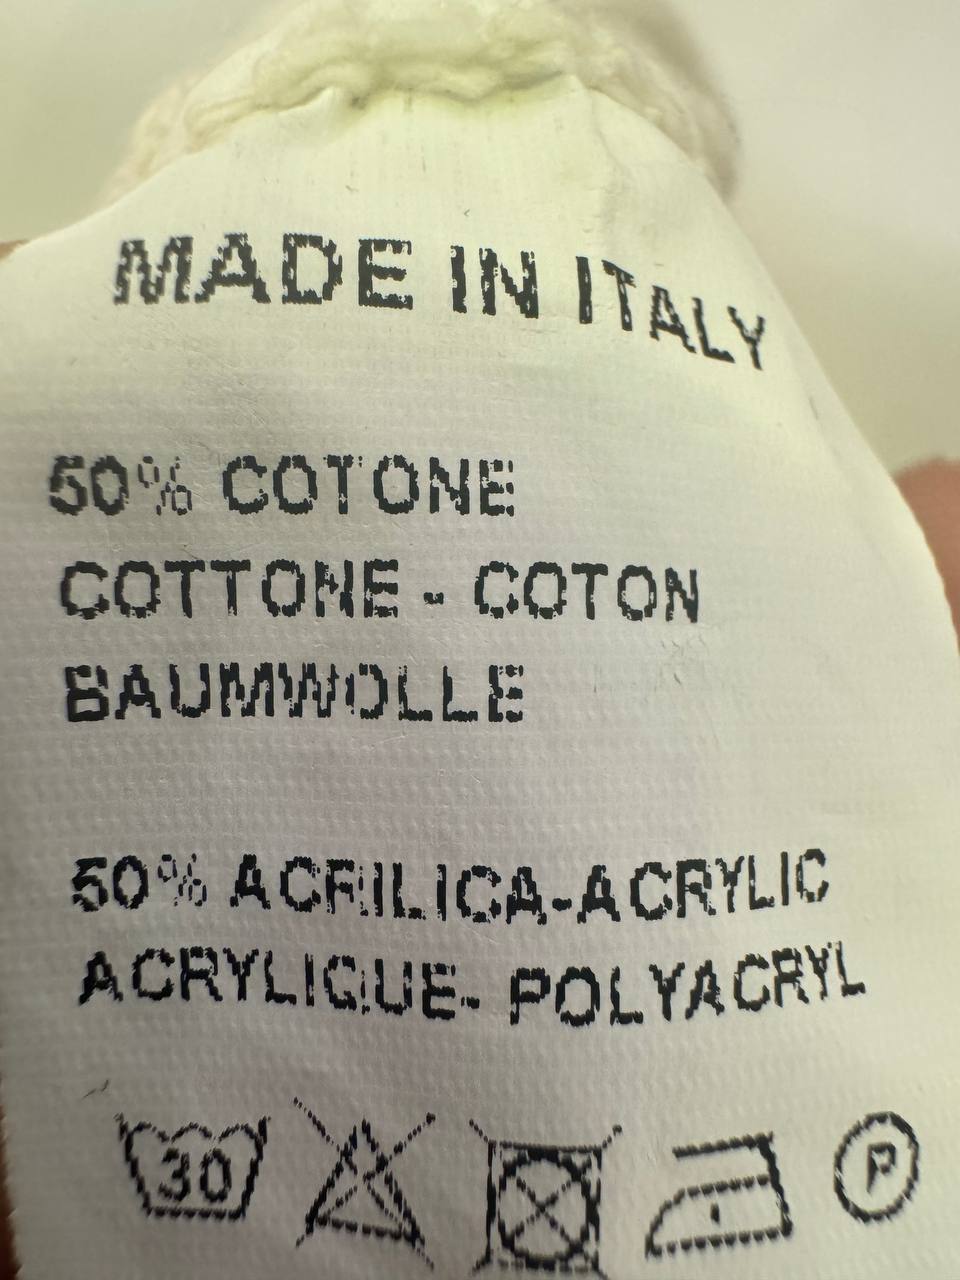 MADE IN ITALY
50% COTONE
COTTONE - COTON
BAUMWOLLE
50% ACRILICA-ACRYLIC
ACRYLIQUE- POLYACRYL
30
P